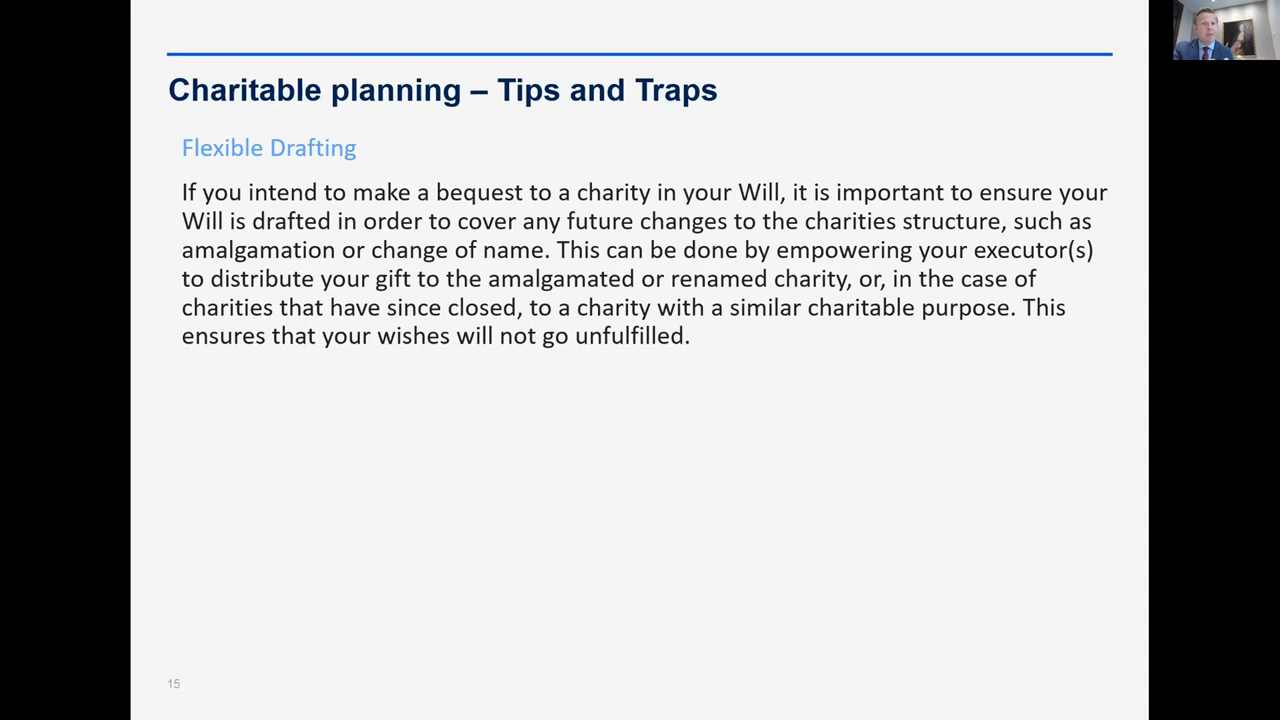 Charitable planning – Tips and Traps
Flexible Drafting
If you intend to make a bequest to a charity in your Will, it is important to ensure your
Will is drafted in order to cover any future changes to the charities structure, such as
amalgamation or change of name. This can be done by empowering your executor(s)
to distribute your gift to the amalgamated or renamed charity, or, in the case of
charities that have since closed, to a charity with a similar charitable purpose. This
ensures that your wishes will not go unfulfilled.
15